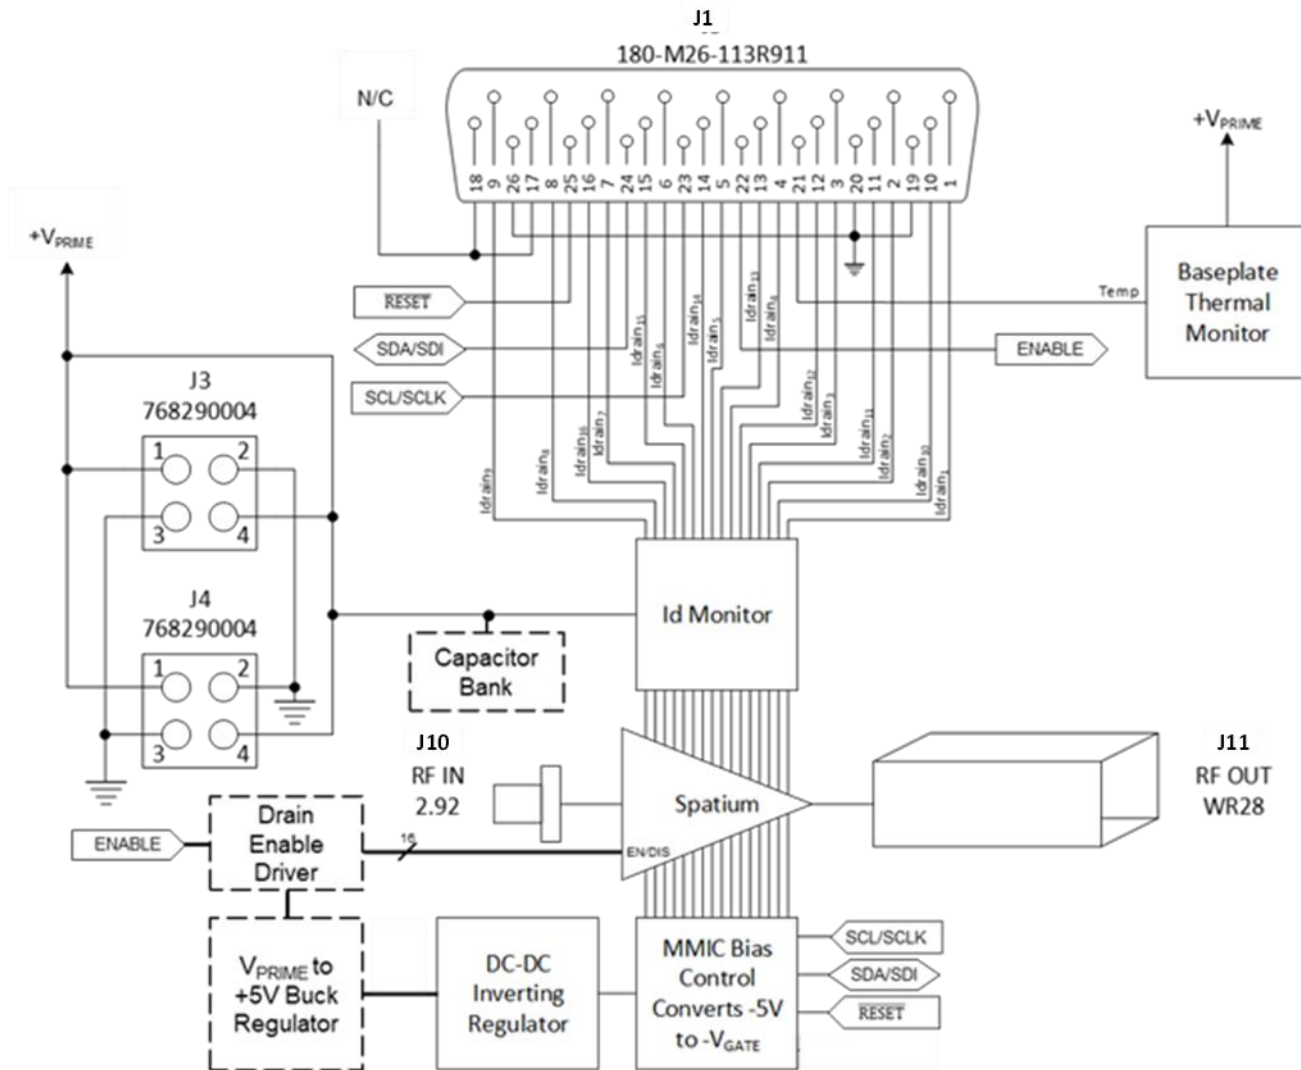 J1
180-M26-113R911
N/C
18 9 26 17 8 25 16 7 24 15 6 23 14 5 22 13 4 21 12 3 20 11 2 19 10 1
+VPRIME
+VPRIME
Baseplate
Thermal
Monitor
Temp
RESET
SDA/SDI
SCL/SCLK
ENABLE
Idrain9
Idrain8
Idrain16
Idrain7
Idrain15
Idrain6
Idrain14
Idrain5
Idrain13
Idrain4
Idrain12
Idrain3
Idrain11
Idrain2
Idrain10
Idrain1
J3
768290004
1 2
3 4
J4
768290004
1 2
3 4
Id Monitor
Capacitor
Bank
J10
RF IN
2.92
Spatium
EN/DIS
J11
RF OUT
WR28
ENABLE
Drain
Enable
Driver
16
VPRIME to
+5V Buck
Regulator
DC-DC
Inverting
Regulator
MMIC Bias
Control
Converts -5V
to -VGATE
SCL/SCLK
SDA/SDI
RESET